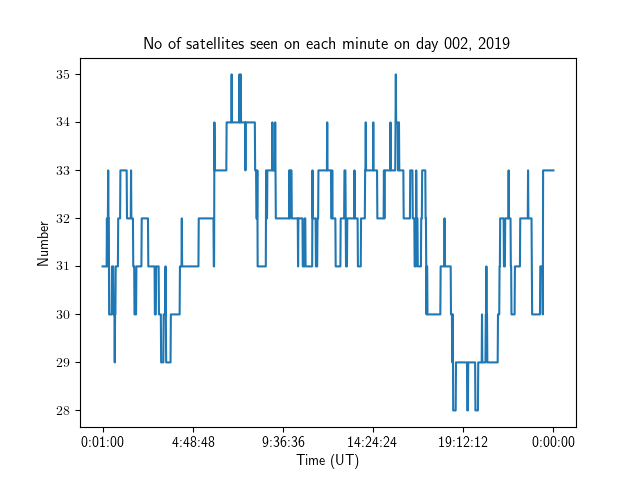 No of satellites seen on each minute on day 002, 2019
35
34
33
32
31
30
29
28
Number
0:01:00 4:48:48 9:36:36 14:24:24 19:12:12 0:00:00
Time (UT)